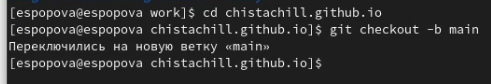 [espopova@espopova work]$ cd chistachill.github.io
[espopova@espopova chistachill.github.io]$ git checkout -b main
Переключились на новую ветку «main»
[espopova@espopova chistachill.github.io]$